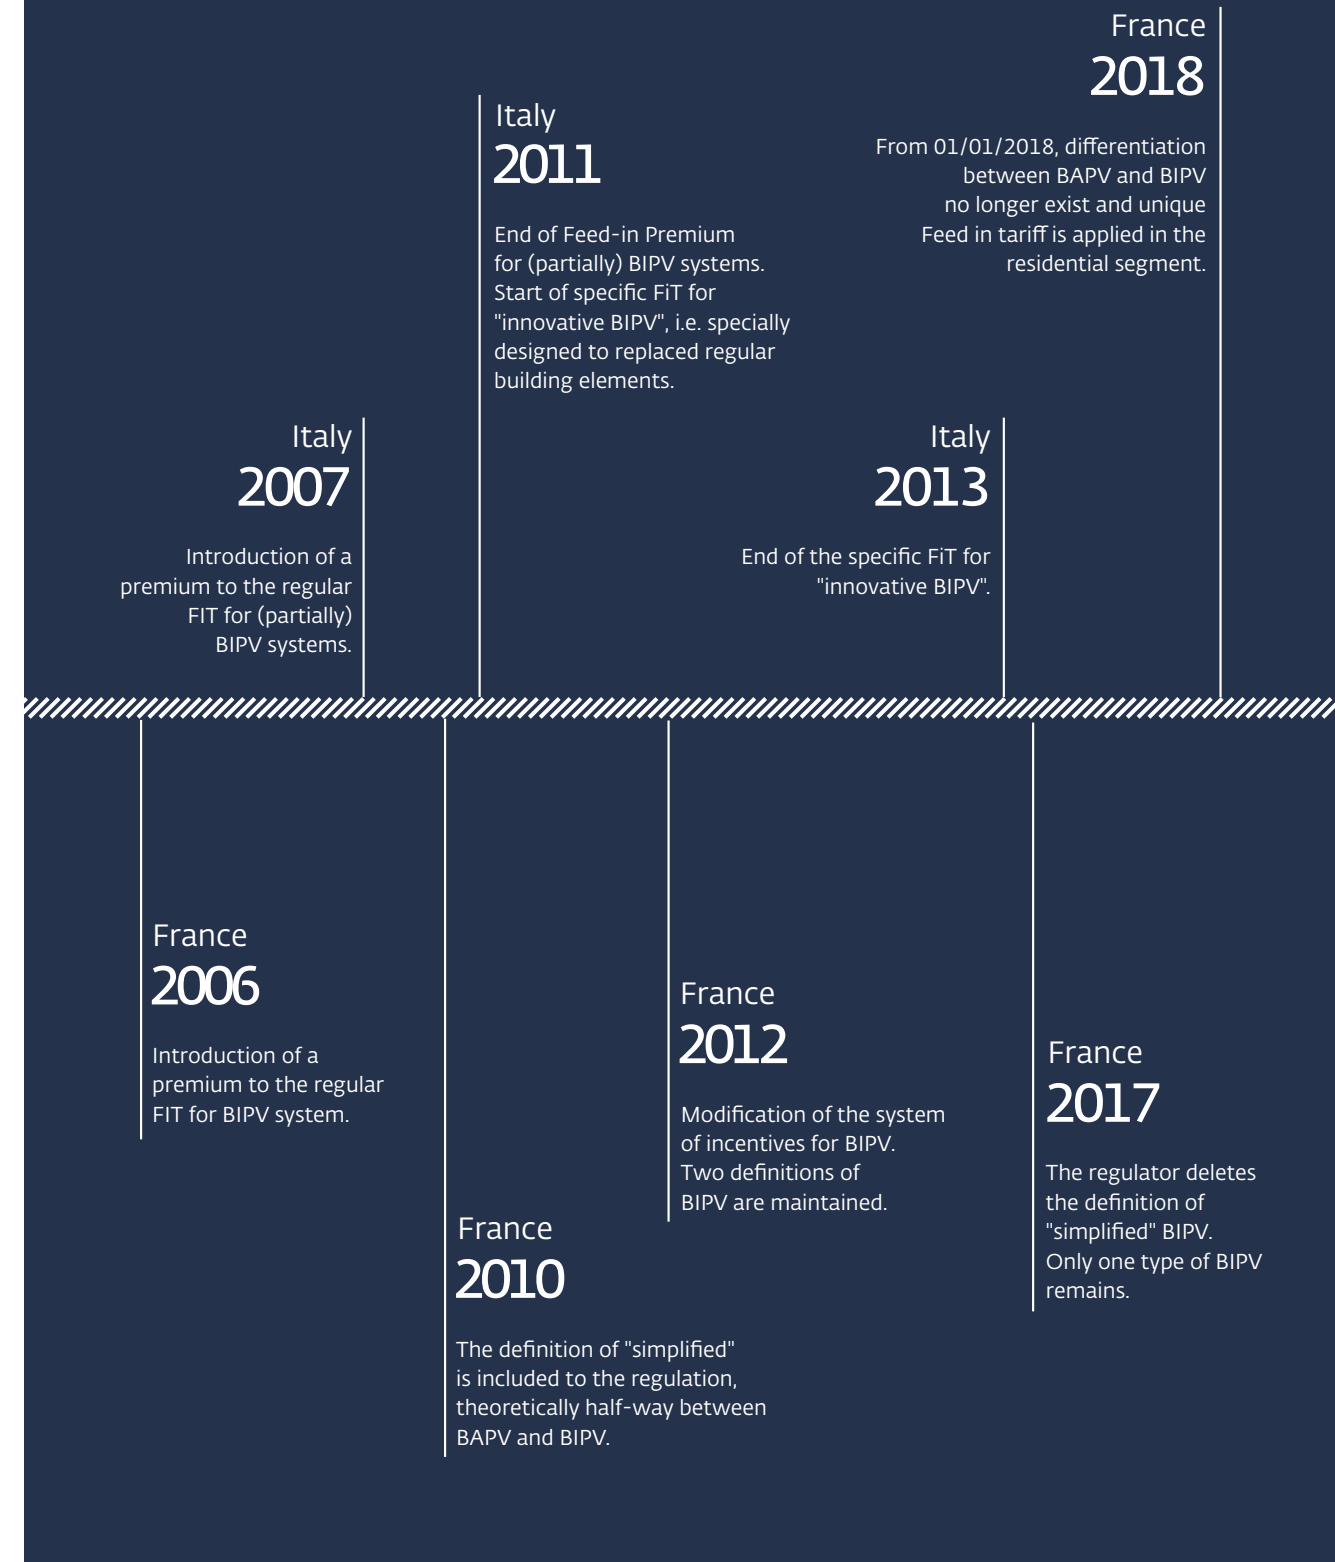 France
2018
From 01/01/2018, differentiation
between BAPV and BIPV
no longer exist and unique
Feed in tariff is applied in the
residential segment.
Italy
2011
End of Feed-in Premium
for (partially) BIPV systems.
Start of specific FiT for
"innovative BIPV", i.e. specially
designed to replaced regular
building elements.
Italy
2007
Introduction of a
premium to the regular
FIT for (partially)
BIPV systems.
Italy
2013
End of the specific FiT for
"innovative BIPV".
France
2006
Introduction of a
premium to the regular
FIT for BIPV system.
France
2012
Modification of the system
of incentives for BIPV.
Two definitions of
BIPV are maintained.
France
2017
The regulator deletes
the definition of
"simplified" BIPV.
Only one type of BIPV
remains.
France
2010
The definition of "simplified"
is included to the regulation,
theoretically half-way between
BAPV and BIPV.